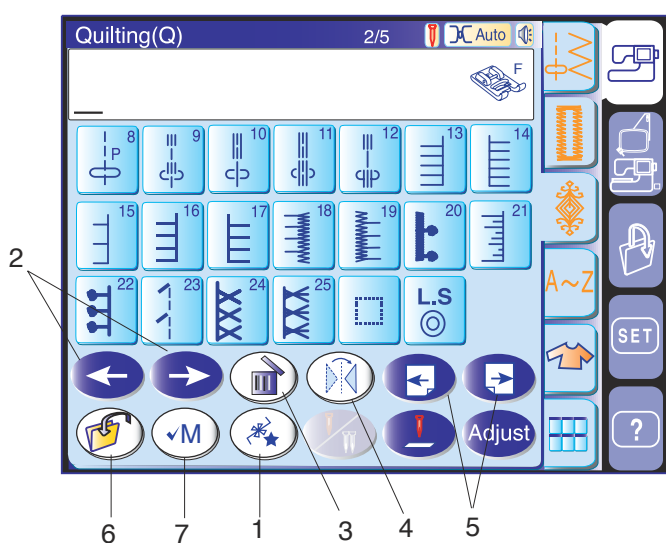 Quilting(Q) 2/5 Auto
F
8 P 9 10 11 12 13 14
15 16 17 18 19 20 21
22 23 24 25 L.S
A~Z
SET
M Adjust ?
2
6 7 1 3 4 5